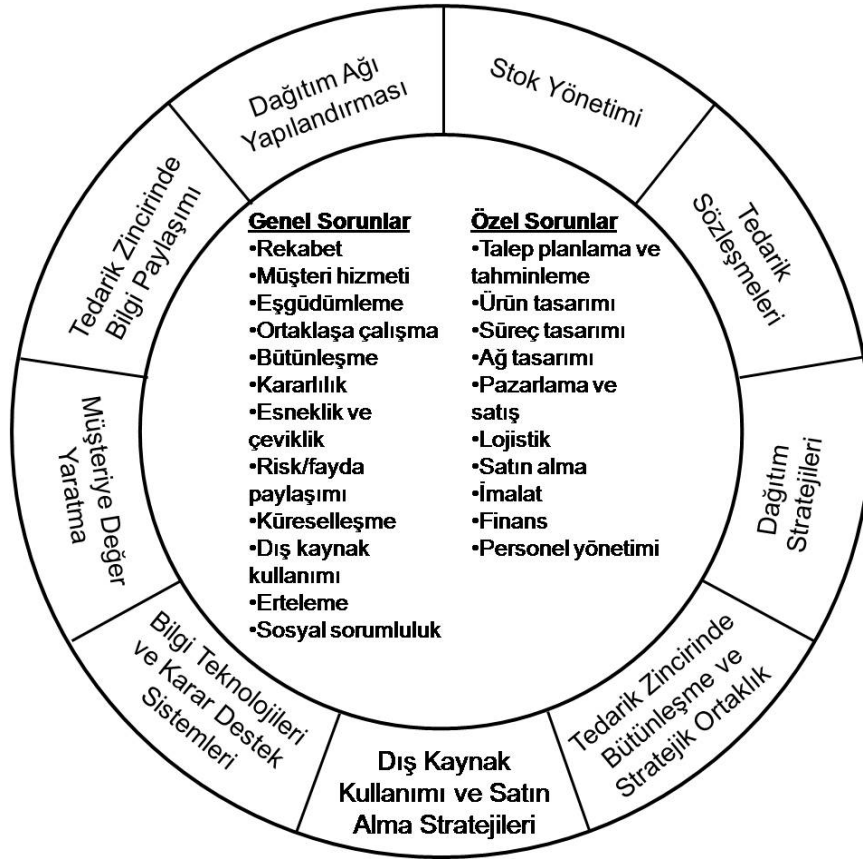 Dağıtım Ağı
Yapılandırması
Stok Yönetimi
Tedarik
Sözleşmeleri
Dağıtım
Stratejileri
Tedarik Zincirinde
Bütünleşme ve
Stratejik Ortaklık
Dış Kaynak
Kullanımı ve Satın
Alma Stratejileri
Bilgi Teknolojileri
ve Karar Destek
Sistemleri
Müşteriye Değer
Yaratma
Tedarik Zincirinde
Bilgi Paylaşımı
Genel Sorunlar
•Rekabet
•Müşteri hizmeti
•Eşgüdümleme
•Ortaklaşa çalışma
•Bütünleşme
•Kararlılık
•Esneklik ve
çeviklik
•Risk/fayda
paylaşımı
•Küreselleşme
•Dış kaynak
kullanımı
•Erteleme
•Sosyal sorumluluk
Özel Sorunlar
•Talep planlama ve
tahminleme
•Ürün tasarımı
•Süreç tasarımı
•Ağ tasarımı
•Pazarlama ve
satış
•Lojistik
•Satın alma
•İmalat
•Finans
•Personel yönetimi